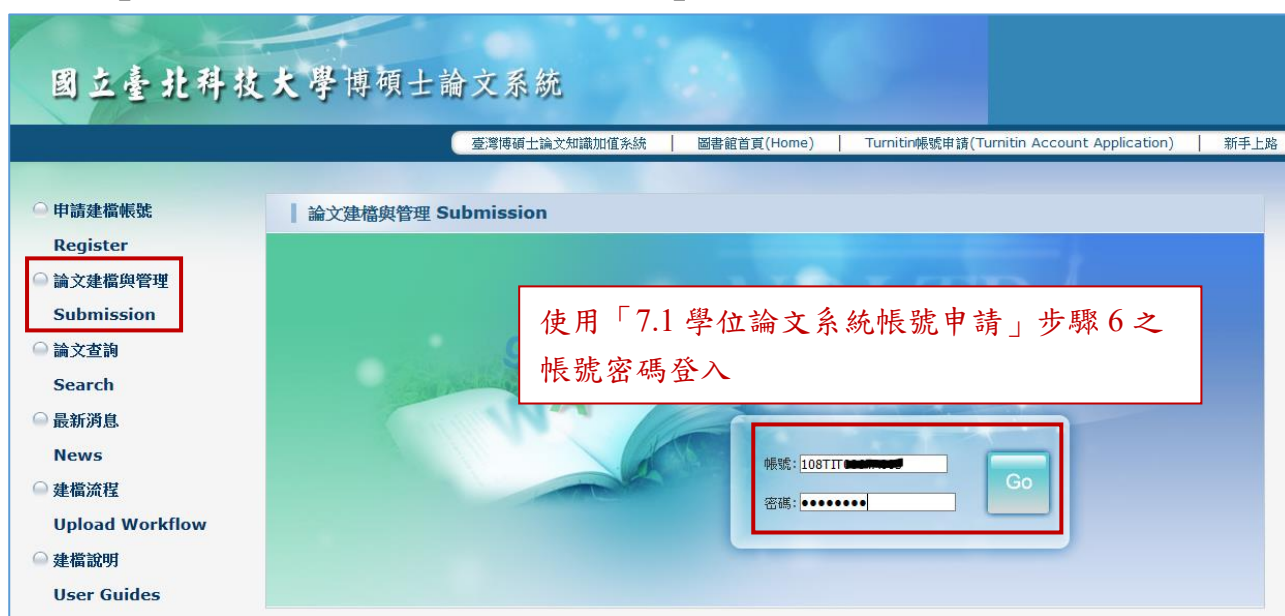 國立臺北科技大學博碩士論文系統
臺灣博碩士論文知識加值系統 | 圖書館首頁(Home) | Turnitin帳號申請(Turnitin Account Application) | 新手上路
申請建檔帳號
Register
論文建檔與管理
Submission
論文查詢
Search
最新消息
News
建檔流程
Upload Workflow
建檔說明
User Guides
論文建檔與管理 Submission
使用「7.1 學位論文系統帳號申請」步驟 6 之
帳號密碼登入
帳號: 108TIT
密碼: ●●●●●●●●
Go